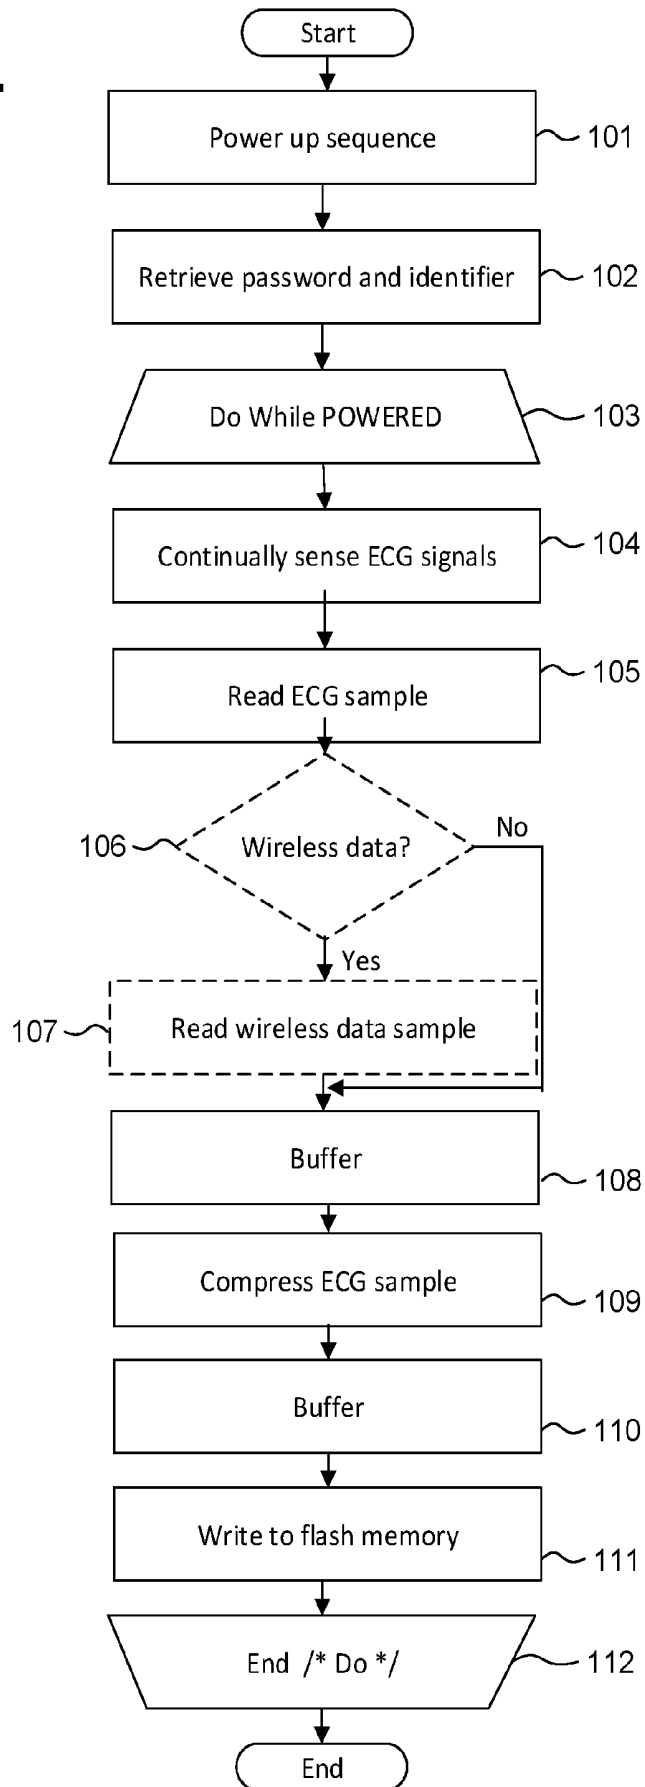 Start
Power up sequence
101
Retrieve password and identifier
102
Do While POWERED
103
Continually sense ECG signals
104
Read ECG sample
105
106
Wireless data?
No
Yes
107
Read wireless data sample
Buffer
108
Compress ECG sample
109
Buffer
110
Write to flash memory
111
End /* Do */
112
End